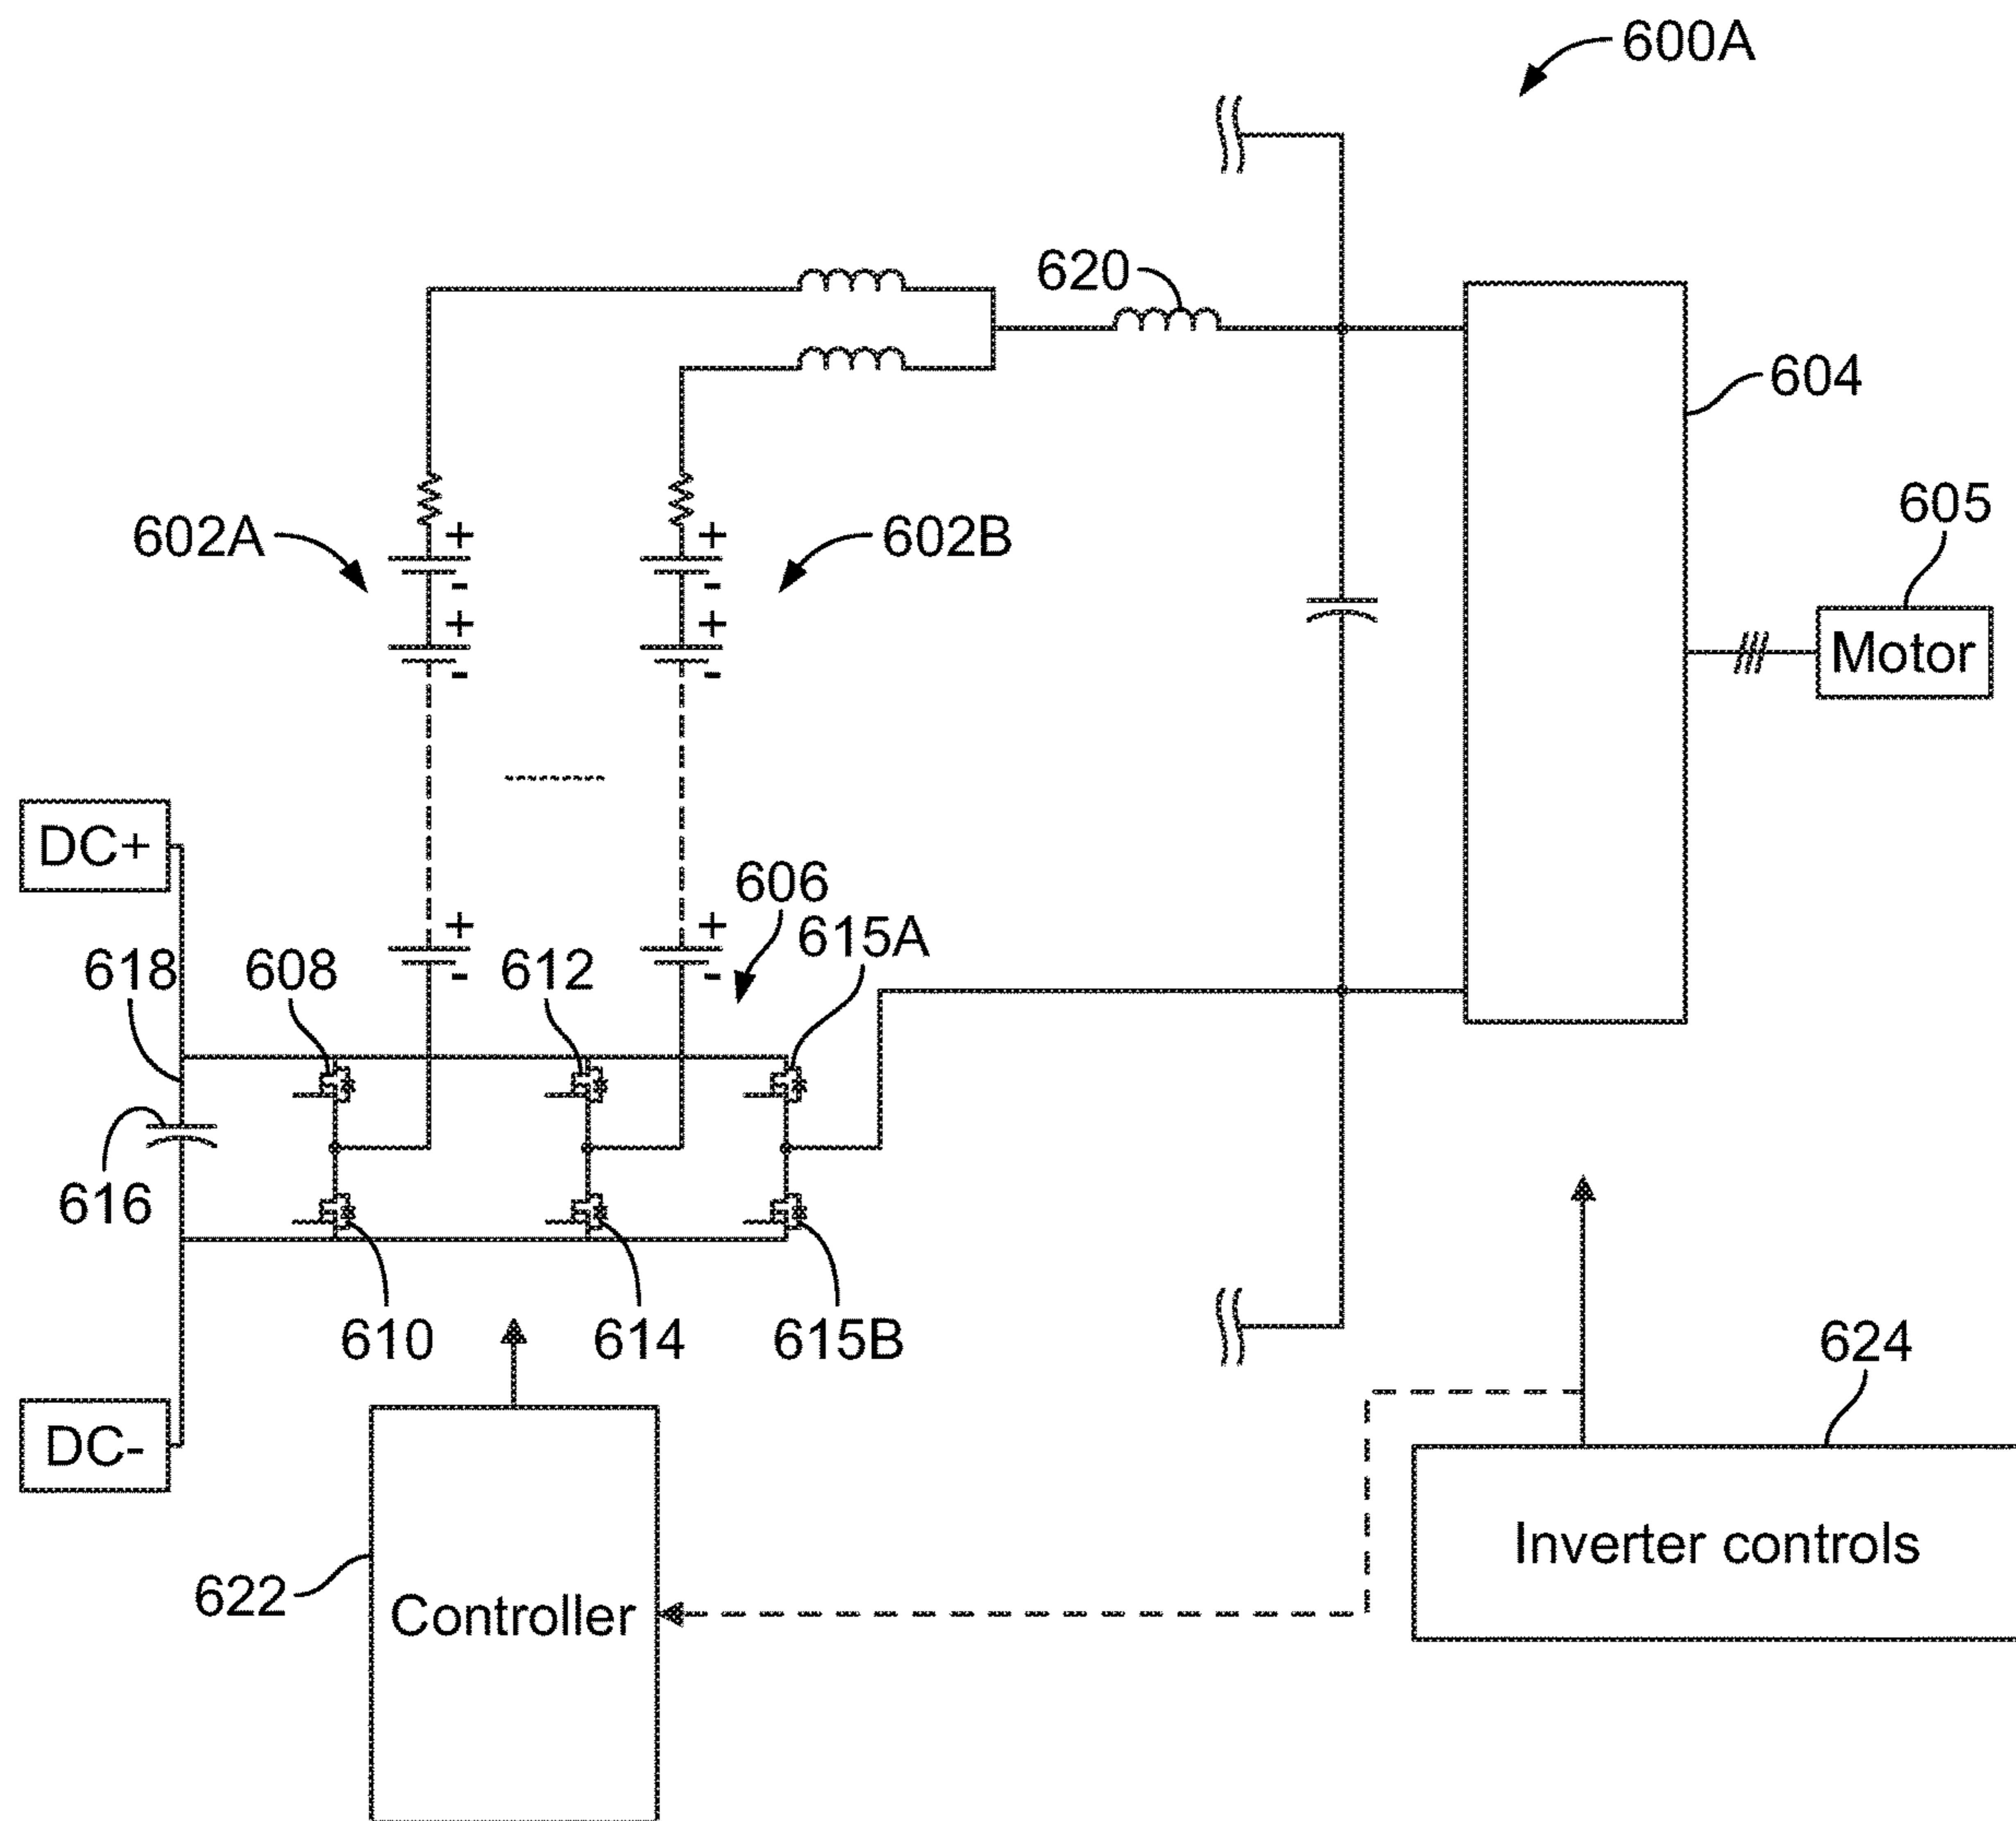 600A
620
604
602A
+
-
+
-
+
-
+
-
602B
605
Motor
DC+
606
615A
618
608
+
-
612
+
-
616
610
614
615B
624
DC-
622
Controller
Inverter controls